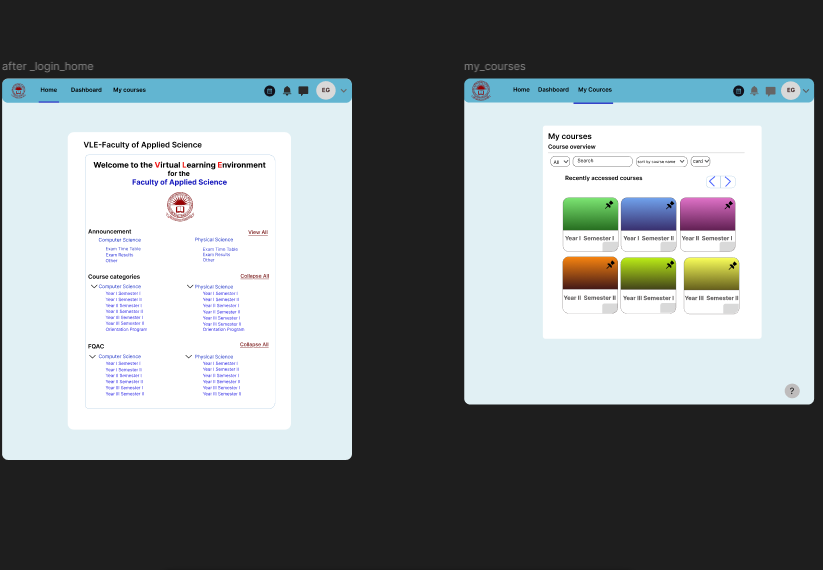 after _login_home
Home Dashboard My courses EG
VLE-Faculty of Applied Science
Welcome to the Virtual Learning Environment
for the
Faculty of Applied Science
Announcement View All
Computer Science Physical Science
Exam Time Table Exam Time Table
Exam Results Exam Results
Other Other
Course categories Collapse All
Computer Science Physical Science
Year I Semester I Year I Semester I
Year I Semester II Year I Semester II
Year II Semester I Year II Semester I
Year II Semester II Year II Semester II
Year III Semester I Year III Semester I
Year III Semester II Year III Semester II
Orientation Program Orientation Program
FQAC Collapse All
Computer Science Physical Science
Year I Semester I Year I Semester I
Year I Semester II Year I Semester II
Year II Semester I Year II Semester I
Year II Semester II Year II Semester II
Year III Semester I Year III Semester I
Year III Semester II Year III Semester II
my_courses
Home Dashboard My Cources EG
My courses
Course overview
All Search sort by course name card
Recently accessed courses
Year I Semester I Year I Semester II Year II Semester I
Year II Semester II Year III Semester I Year III Semester II
?